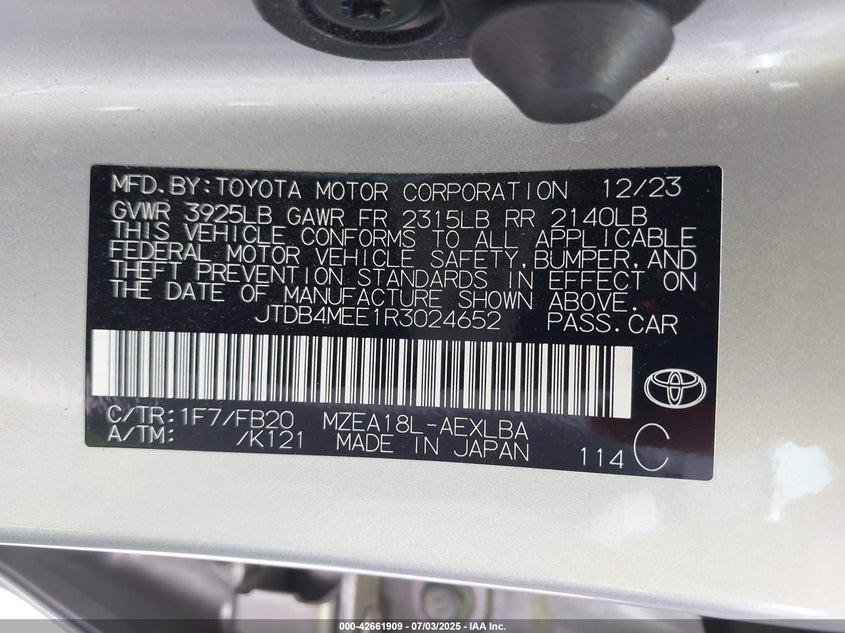 MFD.BY:TOYOTA MOTOR CORPORATION 12/23
GVWR 3925LB GAWR FR 2315LB RR 2140LB
THIS VEHICLE CONFORMS TO ALL APPLICABLE
FEDERAL MOTOR VEHICLE SAFETY,BUMPER,AND
THEFT PREVENTION STANDARDS IN EFFECT ON
THE DATE OF MANUFACTURE SHOWN ABOVE.
JTDB4MEE1R3024652 PASS.CAR
C/TR:1F7/FB20 MZEA18L-AEXLBA
A/TM: /K121 MADE IN JAPAN 114 C
000-42661909 - 07/03/2025 - IAA Inc.